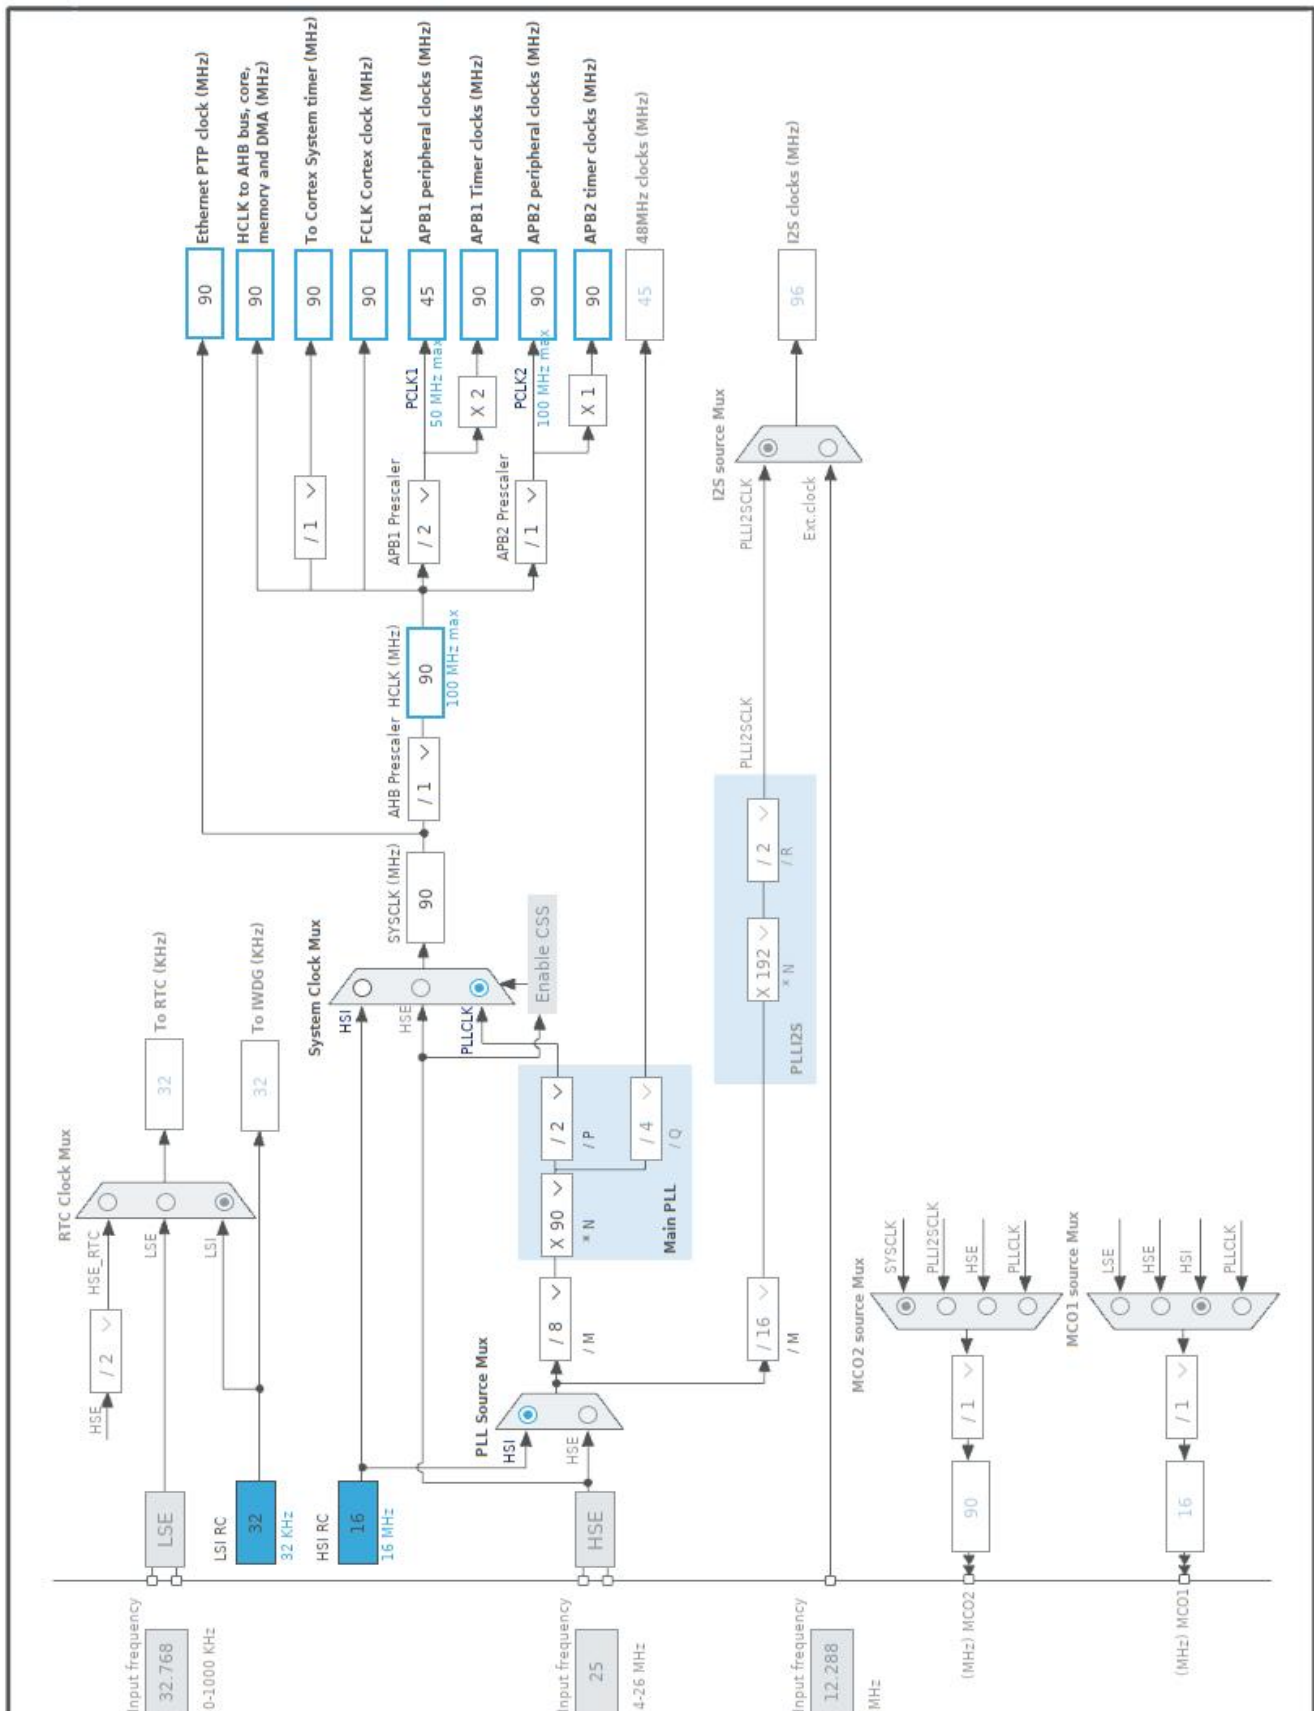 Input frequency
32.768
0-1000 KHz
LSE
LSI RC
32
32 KHz
HSE
/ 2
HSE_RTC
LSE
LSI
RTC Clock Mux
32
To RTC (KHz)
32
To IWDG (KHz)
HSI RC
16
16 MHz
Input frequency
25
4-26 MHz
HSE
PLL Source Mux
HSI
HSE
/ 8
/ M
X 90
* N
/ 2
/ P
/ 4
/ Q
Main PLL
System Clock Mux
HSI
HSE
PLLCLK
Enable CSS
SYSCLK (MHz)
90
AHB Prescaler
/ 1
HCLK (MHz)
90
100 MHz max
/ 1
APB1 Prescaler
/ 2
PCLK1
50 MHz max
X 2
APB2 Prescaler
/ 1
PCLK2
100 MHz max
X 1
90
Ethernet PTP clock (MHz)
90
HCLK to AHB bus, core,
memory and DMA (MHz)
90
To Cortex System timer (MHz)
90
FCLK Cortex clock (MHz)
45
APB1 peripheral clocks (MHz)
90
APB1 Timer clocks (MHz)
90
APB2 peripheral clocks (MHz)
90
APB2 timer clocks (MHz)
45
48MHz clocks (MHz)
/ 16
/ M
X 192
* N
/ 2
/ R
PLLI2S
PLLI2SCLK
PLLI2SCLK
Ext.clock
I2S source Mux
96
I2S clocks (MHz)
Input frequency
12.288
MHz
MCO2 source Mux
SYSCLK
PLLI2SCLK
HSE
PLLCLK
/ 1
90
(MHz) MCO2
MCO1 source Mux
LSE
HSE
HSI
PLLCLK
/ 1
16
(MHz) MCO1